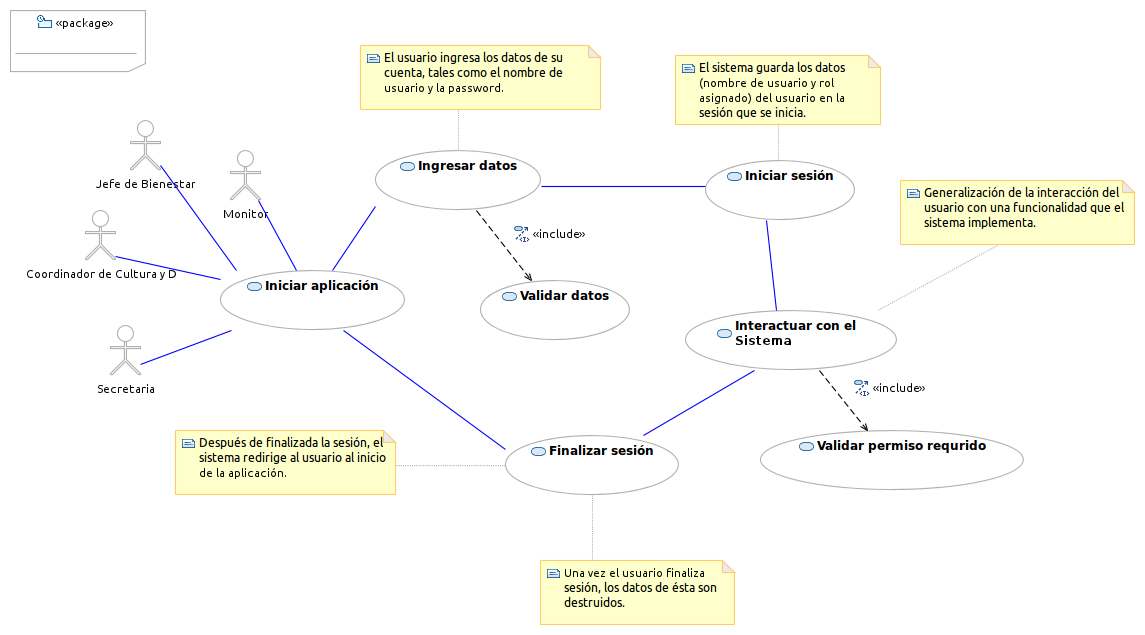 «package»
El usuario ingresa los datos de su
cuenta, tales como el nombre de
usuario y la password.
El sistema guarda los datos
(nombre de usuario y rol
asignado) del usuario en la
sesión que se inicia.
Jefe de Bienestar
Monitor
Ingresar datos
Iniciar sesión
Generalización de la interacción del
usuario con una funcionalidad que el
sistema implementa.
«include»
Coordinador de Cultura y D
Iniciar aplicación
Validar datos
Interactuar con el
Sistema
Secretaria
«include»
Después de finalizada la sesión, el
sistema redirige al usuario al inicio
de la aplicación.
Finalizar sesión
Validar permiso requrido
Una vez el usuario finaliza
sesión, los datos de ésta son
destruidos.